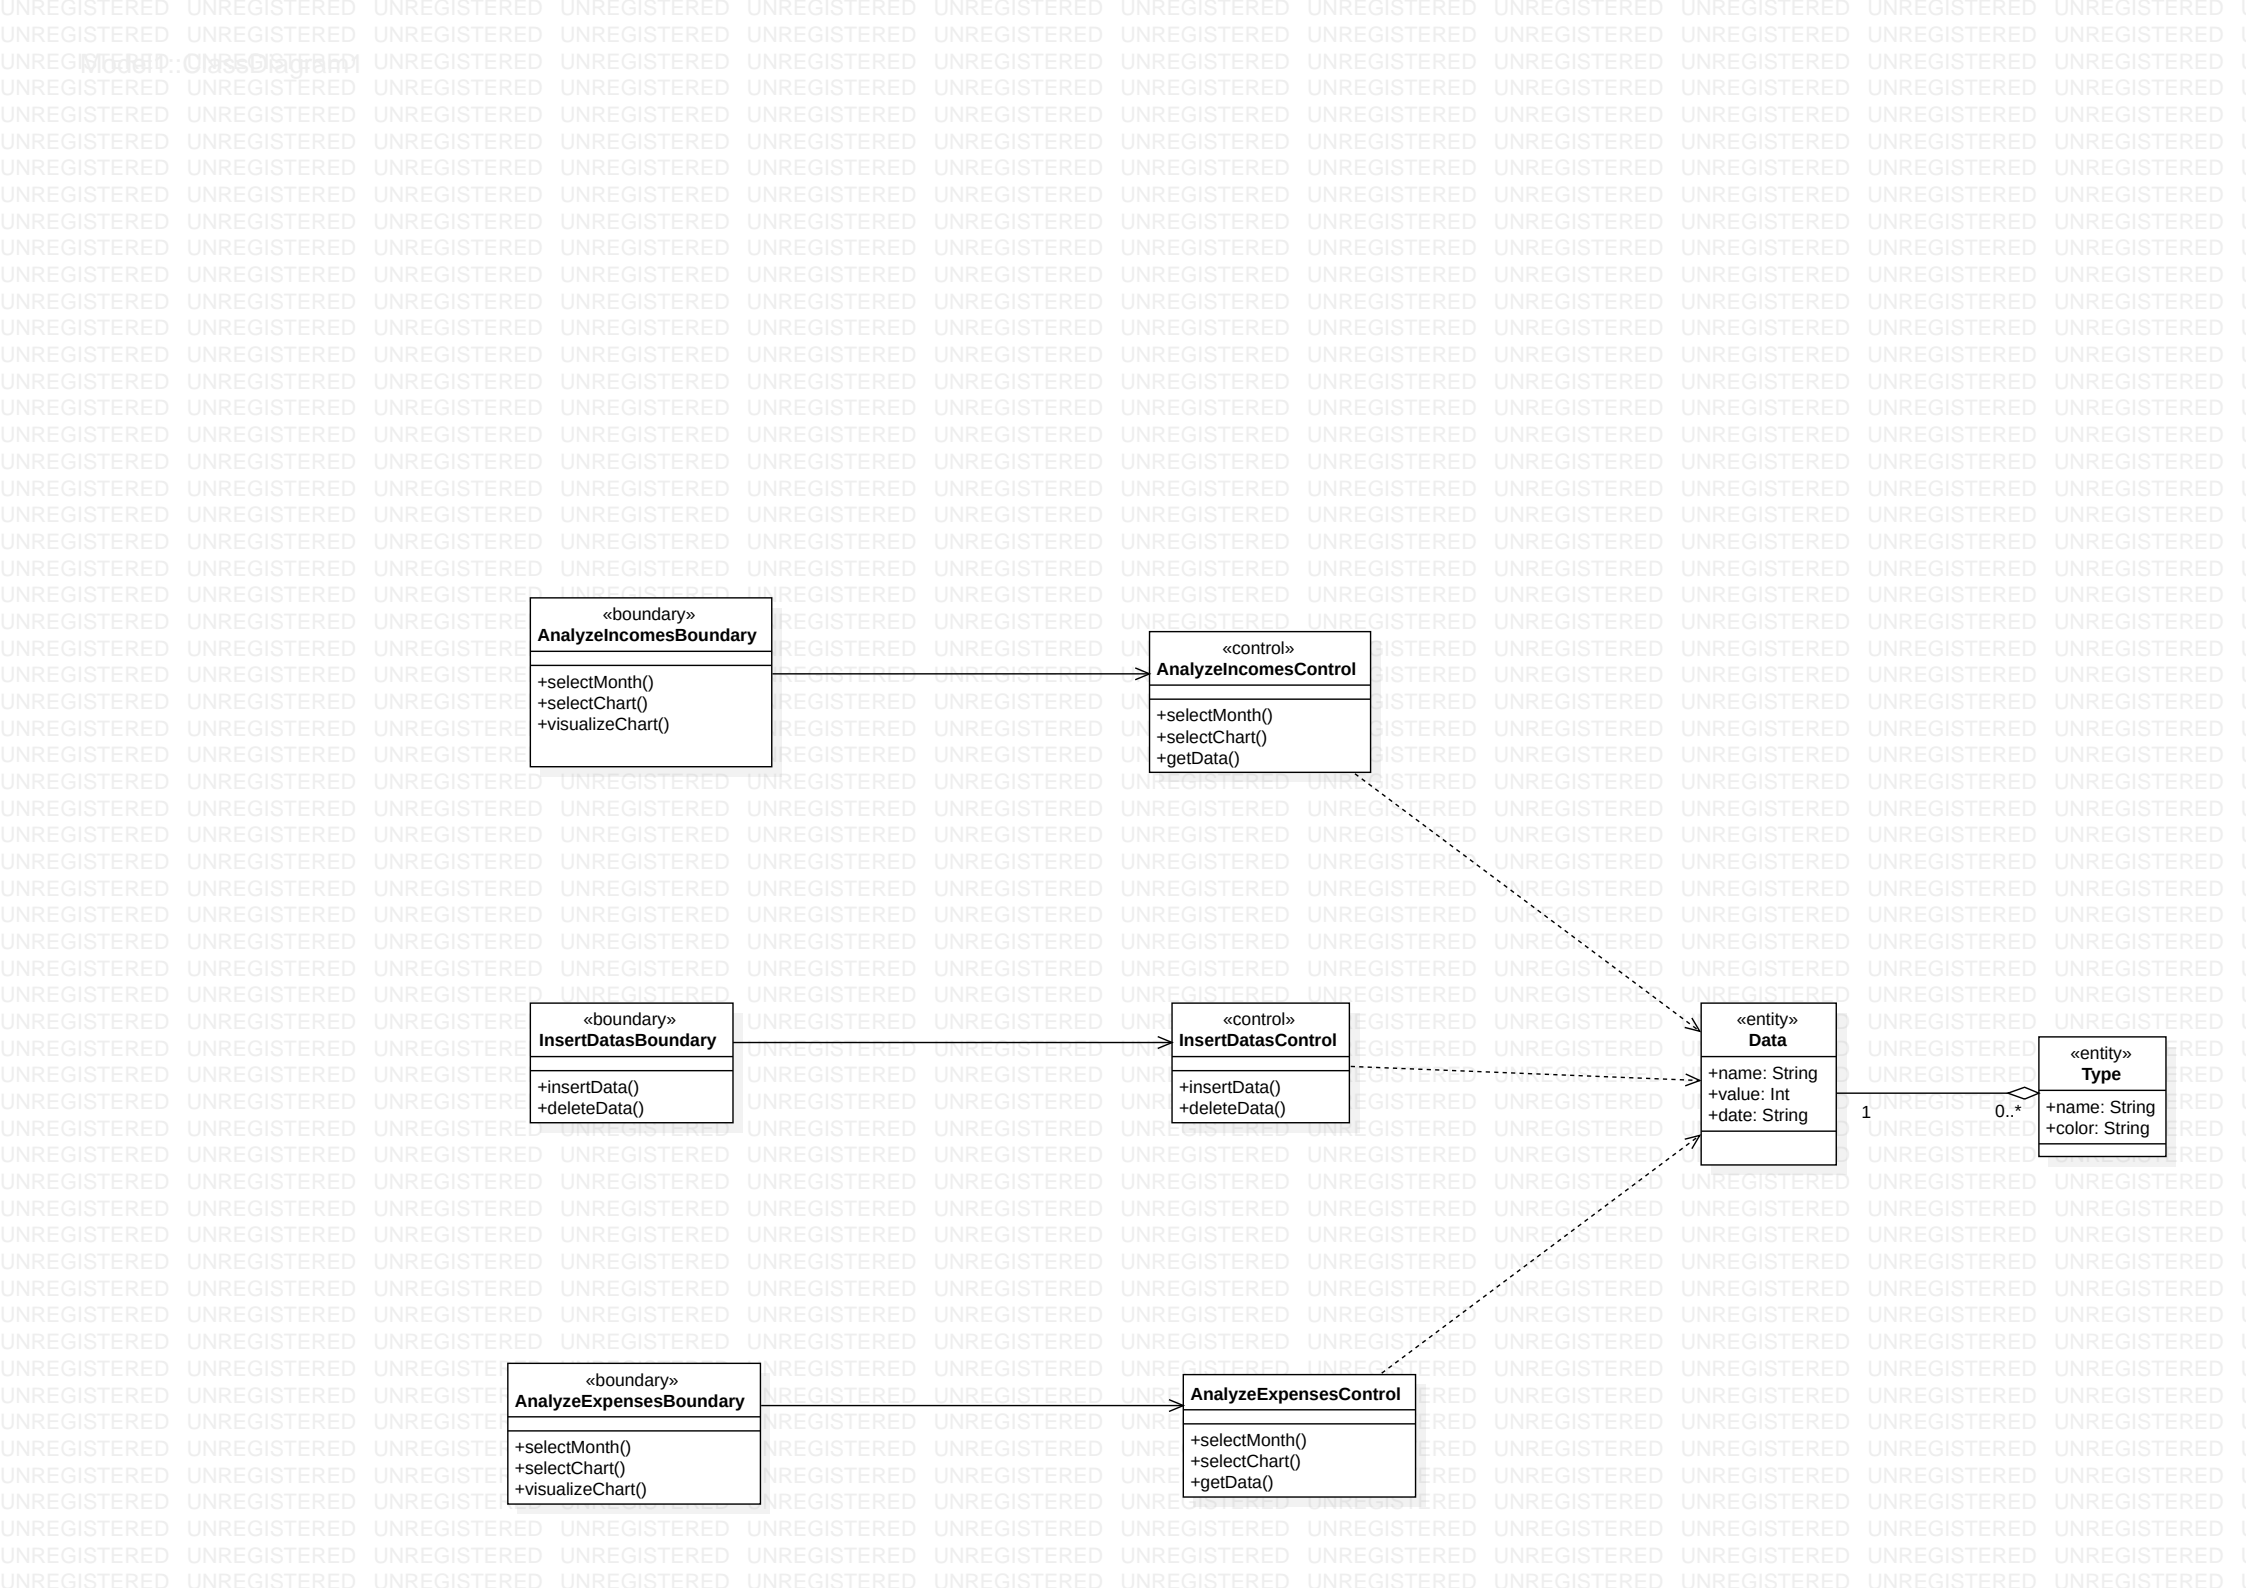 Model1::ClassDiagram1
«boundary»
AnalyzeIncomesBoundary
+selectMonth()
+selectChart()
+visualizeChart()
«control»
AnalyzeIncomesControl
+selectMonth()
+selectChart()
+getData()
«boundary»
InsertDatasBoundary
+insertData()
+deleteData()
«control»
InsertDatasControl
+insertData()
+deleteData()
«entity»
Data
+name: String
+value: Int
+date: String
1
0..*
«entity»
Type
+name: String
+color: String
«boundary»
AnalyzeExpensesBoundary
+selectMonth()
+selectChart()
+visualizeChart()
AnalyzeExpensesControl
+selectMonth()
+selectChart()
+getData()
UNREGISTERED